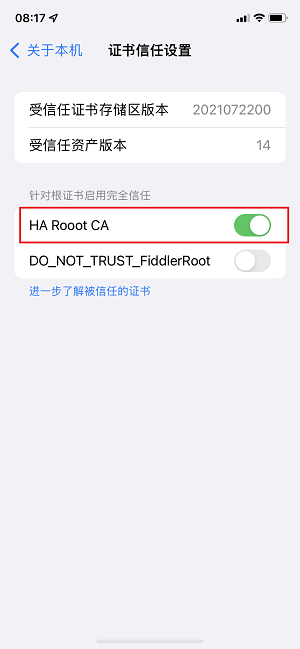 08:17
关于本机 证书信任设置
受信任证书存储区版本 2021072200
受信任资产版本 14
针对根证书启用完全信任
HA Rooot CA
DO_NOT_TRUST_FiddlerRoot
进一步了解被信任的证书